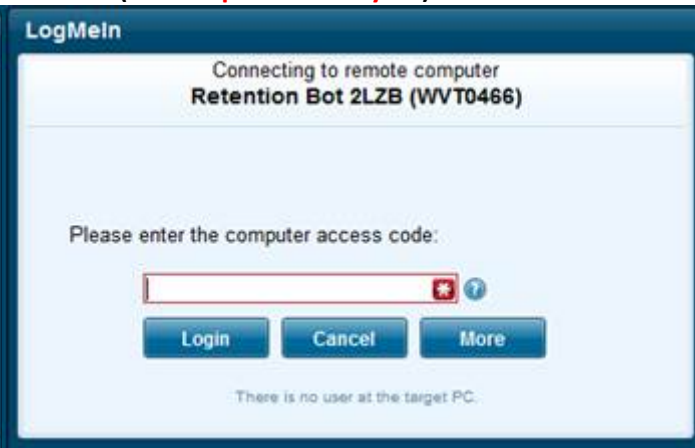 LogMeIn
Connecting to remote computer
Retention Bot 2LZB (WVT0466)
Please enter the computer access code:
Login Cancel More
There is no user at the target PC.